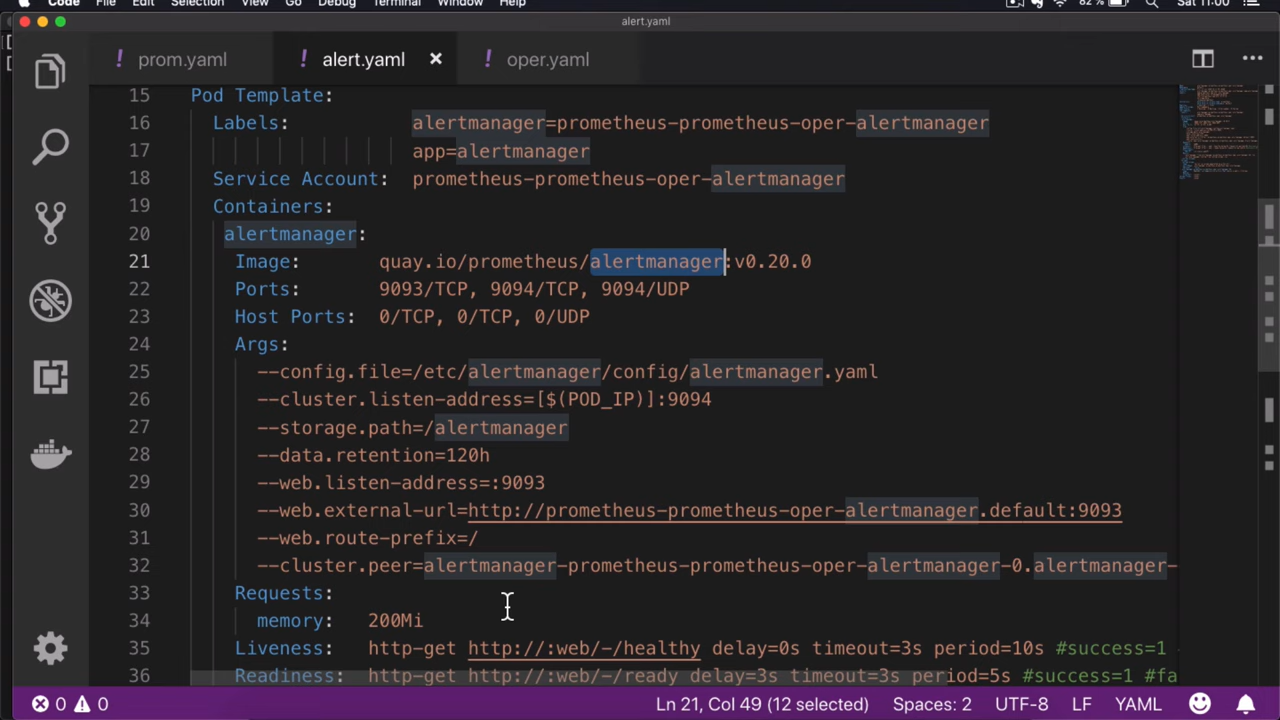 Code File Edit Selection View Go Debug Terminal Window Help 82 % Sat 11:00
alert.yaml
! prom.yaml ! alert.yaml × ! oper.yaml
15 Pod Template:
16 Labels: alertmanager=prometheus-prometheus-oper-alertmanager
17 app=alertmanager
18 Service Account: prometheus-prometheus-oper-alertmanager
19 Containers:
20 alertmanager:
21 Image: quay.io/prometheus/alertmanager:v0.20.0
22 Ports: 9093/TCP, 9094/TCP, 9094/UDP
23 Host Ports: 0/TCP, 0/TCP, 0/UDP
24 Args:
25 --config.file=/etc/alertmanager/config/alertmanager.yaml
26 --cluster.listen-address=[$(POD_IP)]:9094
27 --storage.path=/alertmanager
28 --data.retention=120h
29 --web.listen-address=:9093
30 --web.external-url=http://prometheus-prometheus-oper-alertmanager.default:9093
31 --web.route-prefix=/
32 --cluster.peer=alertmanager-prometheus-prometheus-oper-alertmanager-0.alertmanager-
33 Requests:
34 memory: 200Mi
35 Liveness: http-get http://:web/-/healthy delay=0s timeout=3s period=10s #success=1
36 Readiness: http-get http://:web/-/ready delay=3s timeout=3s period=5s #success=1 #fa
0 0 Ln 21, Col 49 (12 selected) Spaces: 2 UTF-8 LF YAML